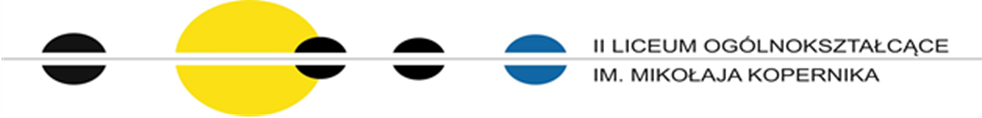 II LICEUM OGÓLNOKSZTAŁCĄCE
IM. MIKOŁAJA KOPERNIKA